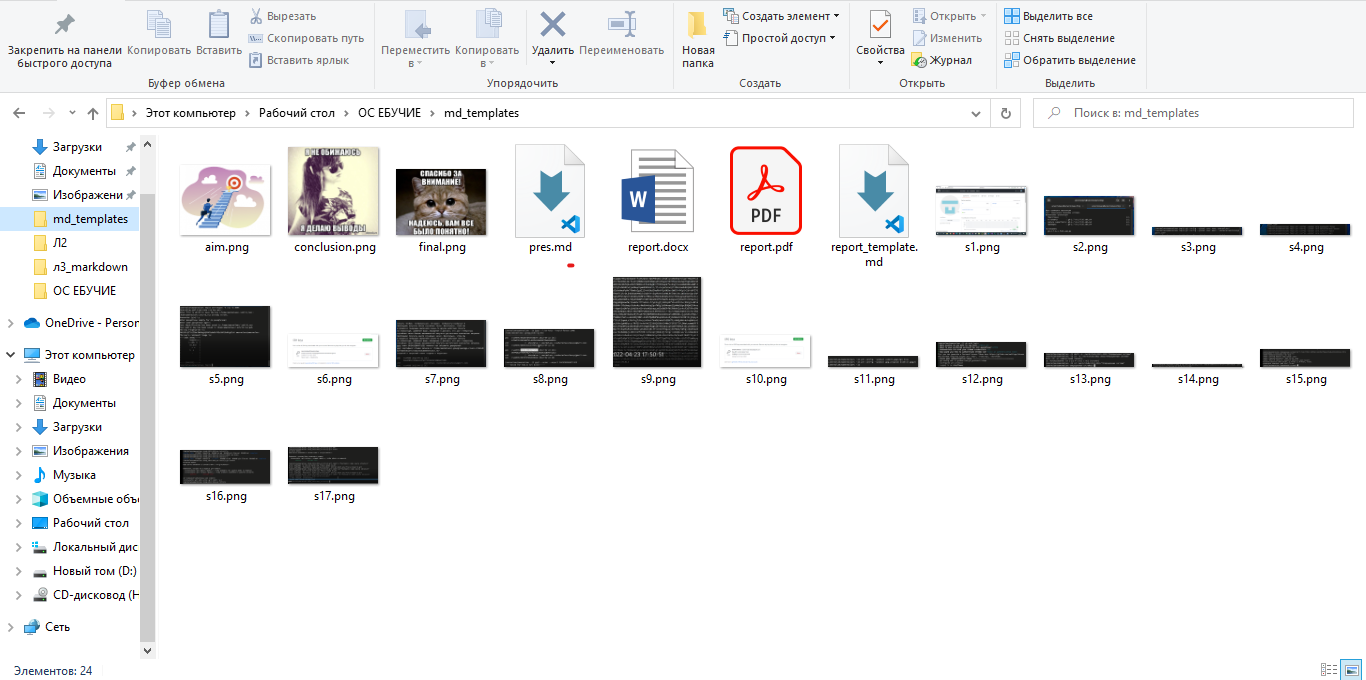 Закрепить на панели
быстрого доступа
Копировать
Вставить
Вырезать
Скопировать путь
Вставить ярлык
Буфер обмена
Переместить
в
Копировать
в
Удалить
Переименовать
Упорядочить
Новая
папка
Создать элемент
Простой доступ
Создать
Свойства
Открыть
Изменить
Журнал
Открыть
Выделить все
Снять выделение
Обратить выделение
Выделить
Этот компьютер
Рабочий стол
ОС ЕБУЧИЕ
md_templates
Поиск в: md_templates
Загрузки
Документы
Изображени
md_templates
Л2
л3_markdown
ОС ЕБУЧИЕ
OneDrive - Person
Этот компьютер
Видео
Документы
Загрузки
Изображения
Музыка
Объемные объ
Рабочий стол
Локальный дис
Новый том (D:)
CD-дисковод (H
Сеть
Я НЕ ОБИЖАЮСЬ
Я ДЕЛАЮ ВЫВОДЫ
СПАСИБО ЗА
ВНИМАНИЕ!
НАДЕЮСЬ, ВАМ ВСЕ
БЫЛО ПОНЯТНО!
W
PDF
aim.png
conclusion.png
final.png
pres.md
report.docx
report.pdf
report_template.
md
s1.png
s2.png
s3.png
s4.png
s5.png
s6.png
s7.png
s8.png
s9.png
s10.png
s11.png
s12.png
s13.png
s14.png
s15.png
s16.png
s17.png
Элементов: 24